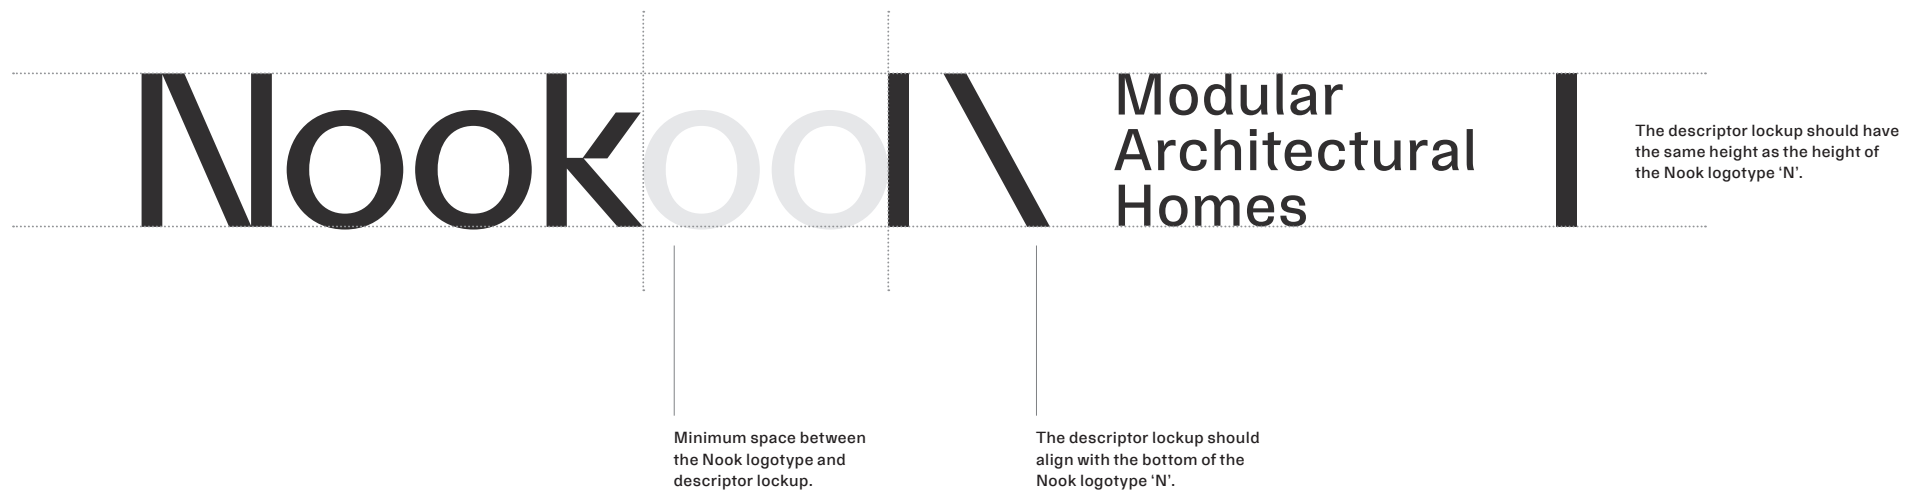 Nook
oo
Modular
Architectural
Homes
The descriptor lockup should have
the same height as the height of
the Nook logotype ‘N’.
Minimum space between
the Nook logotype and
descriptor lockup.
The descriptor lockup should
align with the bottom of the
Nook logotype ‘N’.